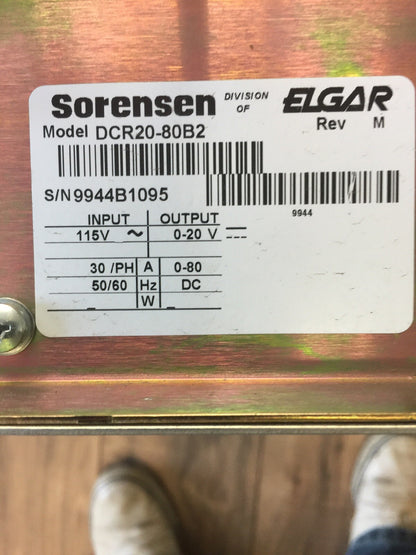 Sorensen DIVISION OF ELGAR
Model DCR20-80B2 Rev M
S/N 9944B1095
9944
INPUT OUTPUT
115V ~ 0-20 V
30 /PH A 0-80
50/60 Hz DC
_ W _